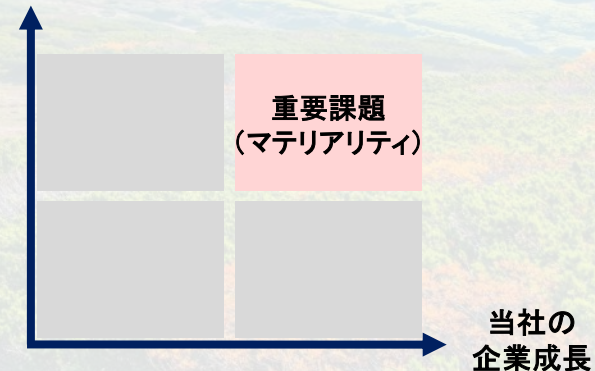 重要課題
（マテリアリティ）
当社の
企業成長